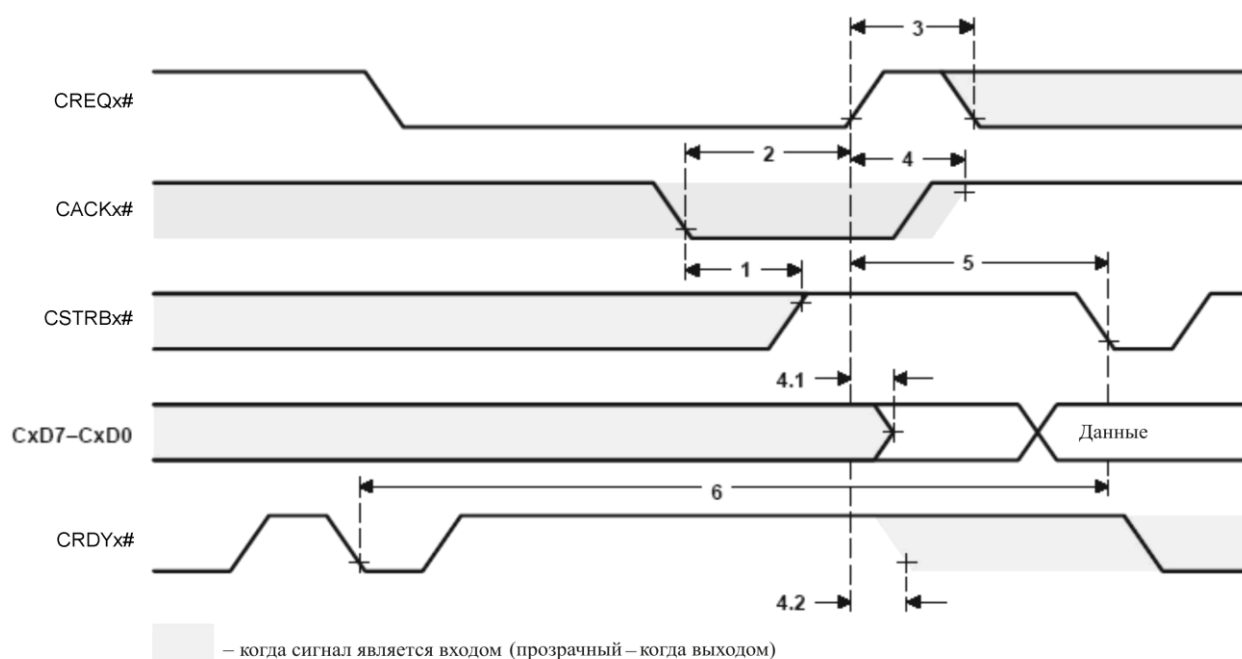 3
CREQx#
2
4
CACKx#
1
5
CSTRBx#
4.1
CxD7–CxD0
Данные
6
CRDYx#
4.2
– когда сигнал является входом (прозрачный – когда выходом)